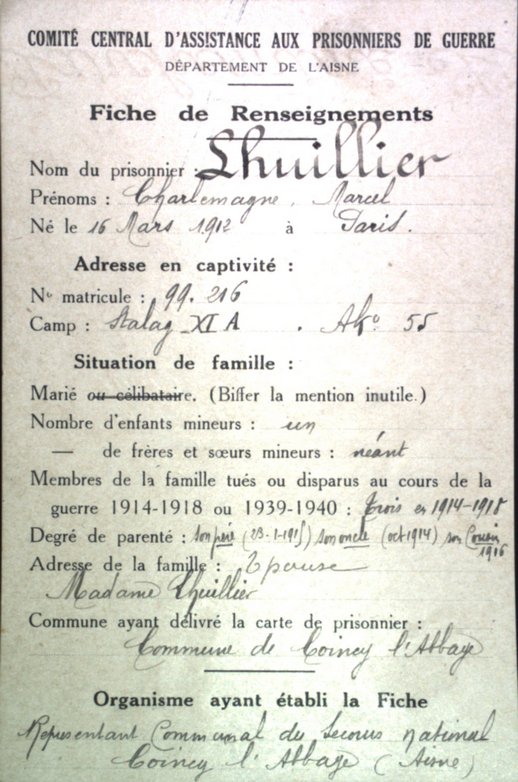 COMITÉ CENTRAL D'ASSISTANCE AUX PRISONNIERS DE GUERRE
DÉPARTEMENT DE L'AISNE
Fiche de Renseignements
Nom du prisonnier : Lhuillier
Prénoms : Charlemagne, Marcel
Né le 16 Mars 1912 à Paris.
Adresse en captivité :
No matricule : 99.216
Camp : Stalag XI A . AKo 55
Situation de famille :
Marié ou célibataire. (Biffer la mention inutile.)
Nombre d'enfants mineurs : un
— de frères et sœurs mineurs : néant
Membres de la famille tués ou disparus au cours de la
guerre 1914-1918 ou 1939-1940 : Trois en 1914-1918
Degré de parenté : son père (23-1-1915) son oncle (oct 1914) son Cousin
1916
Adresse de la famille : Epouse
Madame Lhuillier
Commune ayant délivré la carte de prisonnier :
Commune de Coincy l'Abbaye
Organisme ayant établi la Fiche
Représentant Communal du Secours National
Coincy l'Abbaye (Aisne)